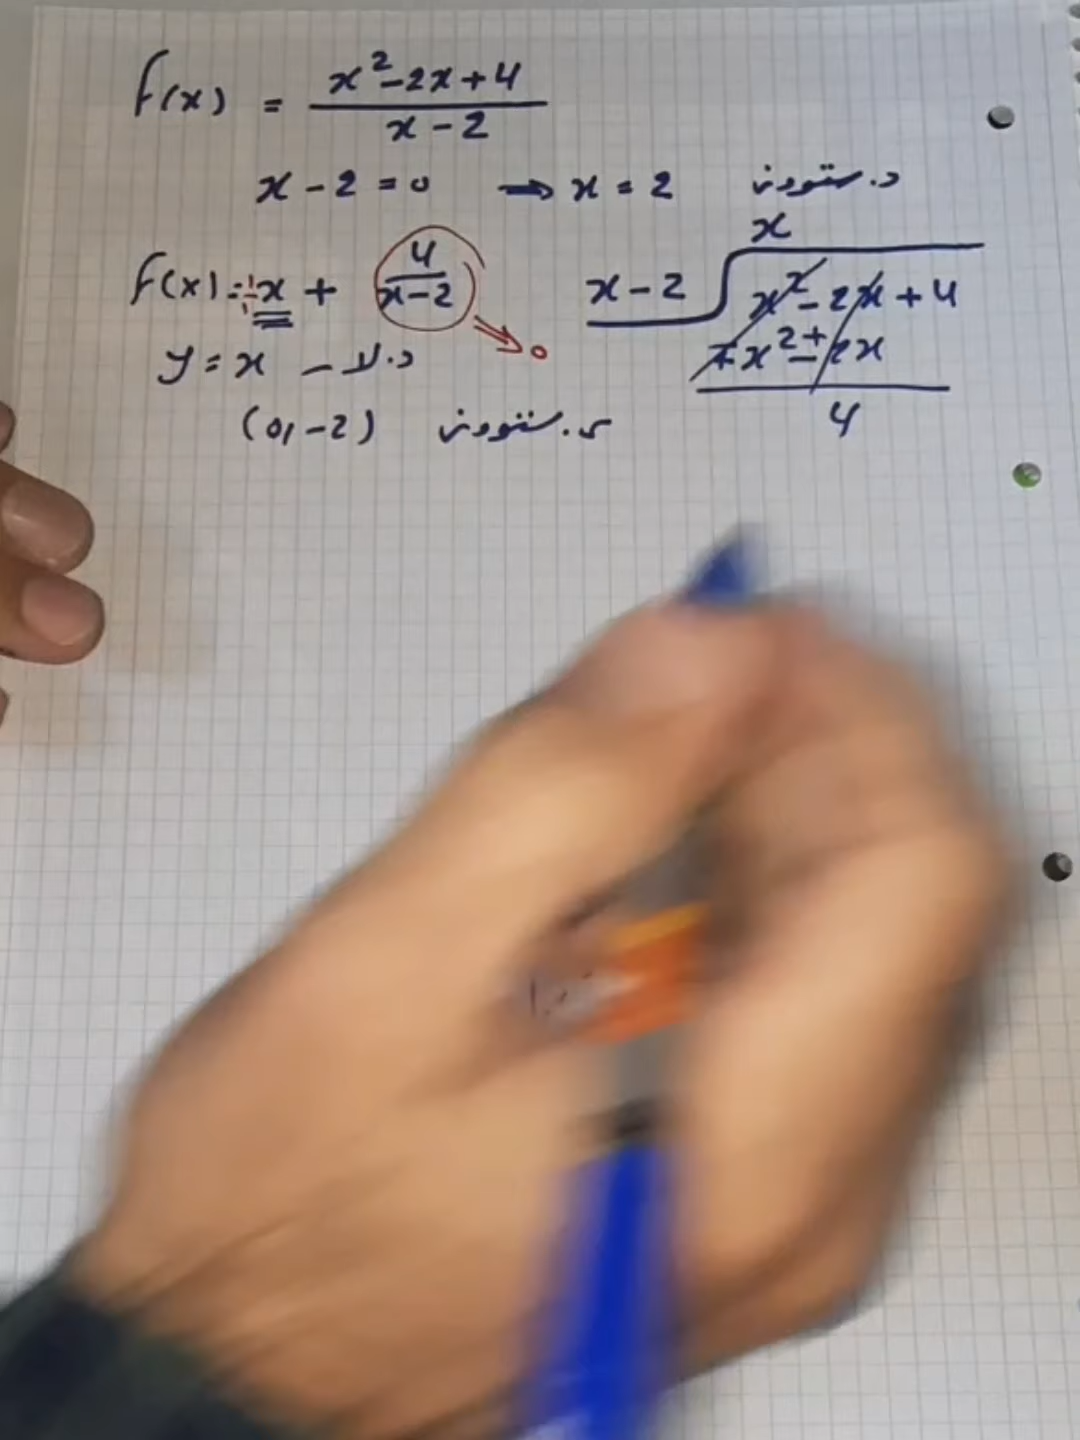 f(x) = x²-2x+4 / x-2
x-2=0 ⟹ x=2 د.ستوون
f(x)=x + 4/x-2 ⟹ 0
y=x د.لا
(0,-2) ی.ستوون
x
x-2 x²-2x+4
∓x²±2x
4